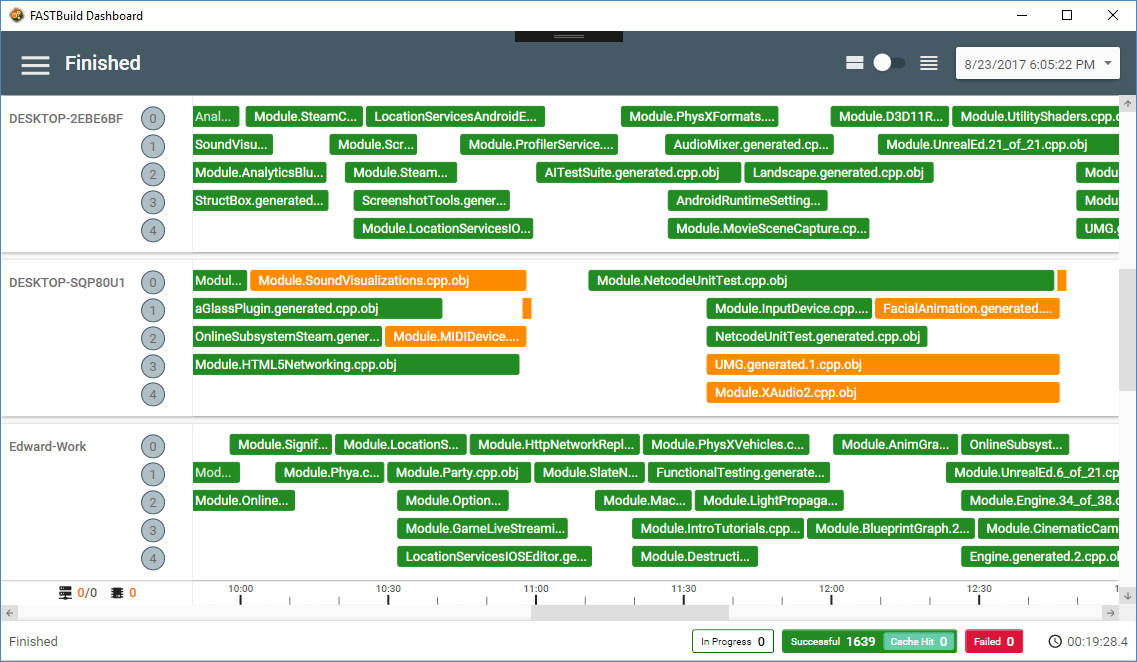 FASTBuild Dashboard
Finished
8/23/2017 6:05:22 PM
DESKTOP-2EBE6BF
0 Anal... Module.SteamC... LocationServicesAndroidE... Module.PhysXFormats.... Module.D3D11R... Module.UtilityShaders.cpp.o
1 SoundVisu... Module.Scr... Module.ProfilerService.... AudioMixer.generated.cp... Module.UnrealEd.21_of_21.cpp.obj
2 Module.AnalyticsBlu... Module.Steam... AITestSuite.generated.cpp.obj Landscape.generated.cpp.obj Modu
3 StructBox.generated... ScreenshotTools.gener... AndroidRuntimeSetting... Modu
4 Module.LocationServicesIO... Module.MovieSceneCapture.cp... UMG.g
DESKTOP-SQP80U1
0 Modul... Module.SoundVisualizations.cpp.obj Module.NetcodeUnitTest.cpp.obj
1 aGlassPlugin.generated.cpp.obj Module.InputDevice.cpp.... FacialAnimation.generated....
2 OnlineSubsystemSteam.gener... Module.MIDIDevice.... NetcodeUnitTest.generated.cpp.obj
3 Module.HTML5Networking.cpp.obj UMG.generated.1.cpp.obj
4 Module.XAudio2.cpp.obj
Edward-Work
0 Module.Signif... Module.LocationS... Module.HttpNetworkRepl... Module.PhysXVehicles.c... Module.AnimGra... OnlineSubsyst...
1 Mod... Module.Phya.c... Module.Party.cpp.obj Module.SlateN... FunctionalTesting.generate... Module.UnrealEd.6_of_21.cp
2 Module.Online... Module.Option... Module.Mac... Module.LightPropaga... Module.Engine.34_of_38.c
3 Module.GameLiveStreami... Module.IntroTutorials.cpp... Module.BlueprintGraph.2... Module.CinematicCam
4 LocationServicesIOSEditor.ge... Module.Destructi... Engine.generated.2.cpp.ob
0/0 0 10:00 10:30 11:00 11:30 12:00 12:30 1
Finished In Progress 0 Successful 1639 Cache Hit 0 Failed 0 00:19:28.4